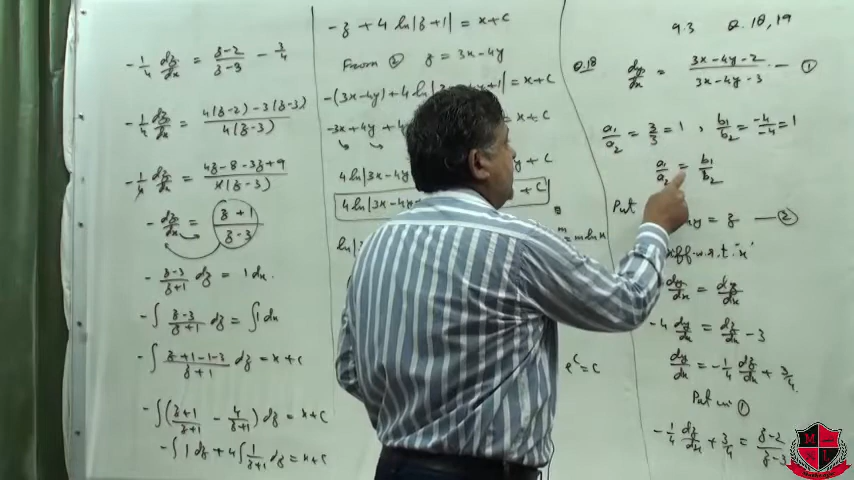 9.3 Q. 18, 19
Q.18 dy/dx = (3x-4y-2)/(3x-4y-3) — ①
a₁/a₂ = 3/3 = 1 , b₁/b₂ = -4/-4 = 1
a₁/a₂ = b₁/b₂
Put y = z — ②
diff w.r.t "x"
dy/dx = dz/dx
-4 dy/dx = dz/dx - 3
dy/dx = -1/4 dz/dx + 3/4
Put in ①
-1/4 dz/dx + 3/4 = (z-2)/(z-3)
-1/4 dz/dx = (z-2)/(z-3) - 3/4
-1/4 dz/dx = (4(z-2) - 3(z-3))/(4(z-3))
-1/4 dz/dx = (4z-8-3z+9)/(4(z-3))
-dz/dx = (z+1)/(z-3)
-(z-3)/(z+1) dz = 1 dx
-∫ (z-3)/(z+1) dz = ∫ 1 dx
-∫ (z+1-1-3)/(z+1) dz = x+c
-∫ ((z+1)/(z+1) - 4/(z+1)) dz = x+c
-∫ 1 dz + 4∫ 1/(z+1) dz = x+c
-z + 4 ln|z+1| = x+c
From ② z = 3x-4y
-(3x-4y) + 4 ln| y+1| = x+c
-3x+4y + = x+c
4 ln|3x-4y y + c
4 ln|3x-4 + c
ln|3 m = m ln x
e^c = c